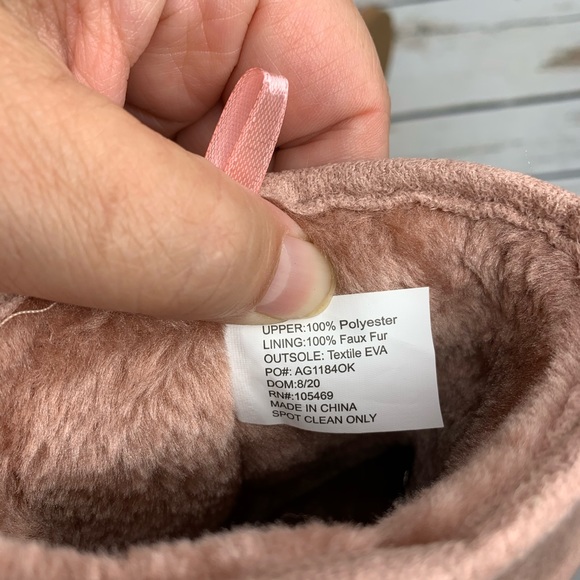 UPPER:100% Polyester
LINING:100% Faux Fur
OUTSOLE: Textile EVA
PO#: AG1184OK
DOM:8/20
RN#:105469
MADE IN CHINA
SPOT CLEAN ONLY